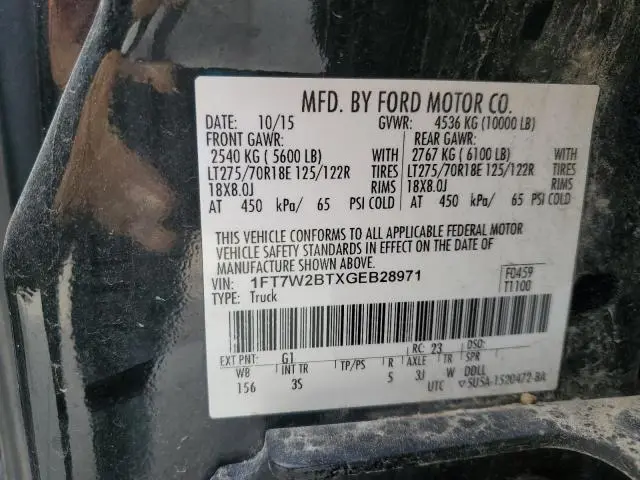 MFD. BY FORD MOTOR CO.
DATE: 10/15 GVWR: 4536 KG (10000 LB)
FRONT GAWR: REAR GAWR:
2540 KG ( 5600 LB) WITH 2767 KG ( 6100 LB) WITH
LT275/70R18E 125/122R TIRES LT275/70R18E 125/122R TIRES
18X8.0J RIMS 18X8.0J RIMS
AT 450 kPa/ 65 PSI COLD AT 450 kPa/ 65 PSI COLD
THIS VEHICLE CONFORMS TO ALL APPLICABLE FEDERAL MOTOR
VEHICLE SAFETY STANDARDS IN EFFECT ON THE DATE OF
MANUFACTURE SHOWN ABOVE.
VIN: 1FT7W2BTXGEB28971 F0459
TYPE: Truck T1100
EXT PNT: G1 RC: 23 DSO:
WB INT TR TP/PS R AXLE TR SPR
156 3S 5 3J W DDLL
UTC ▽5USA-1520472-BA